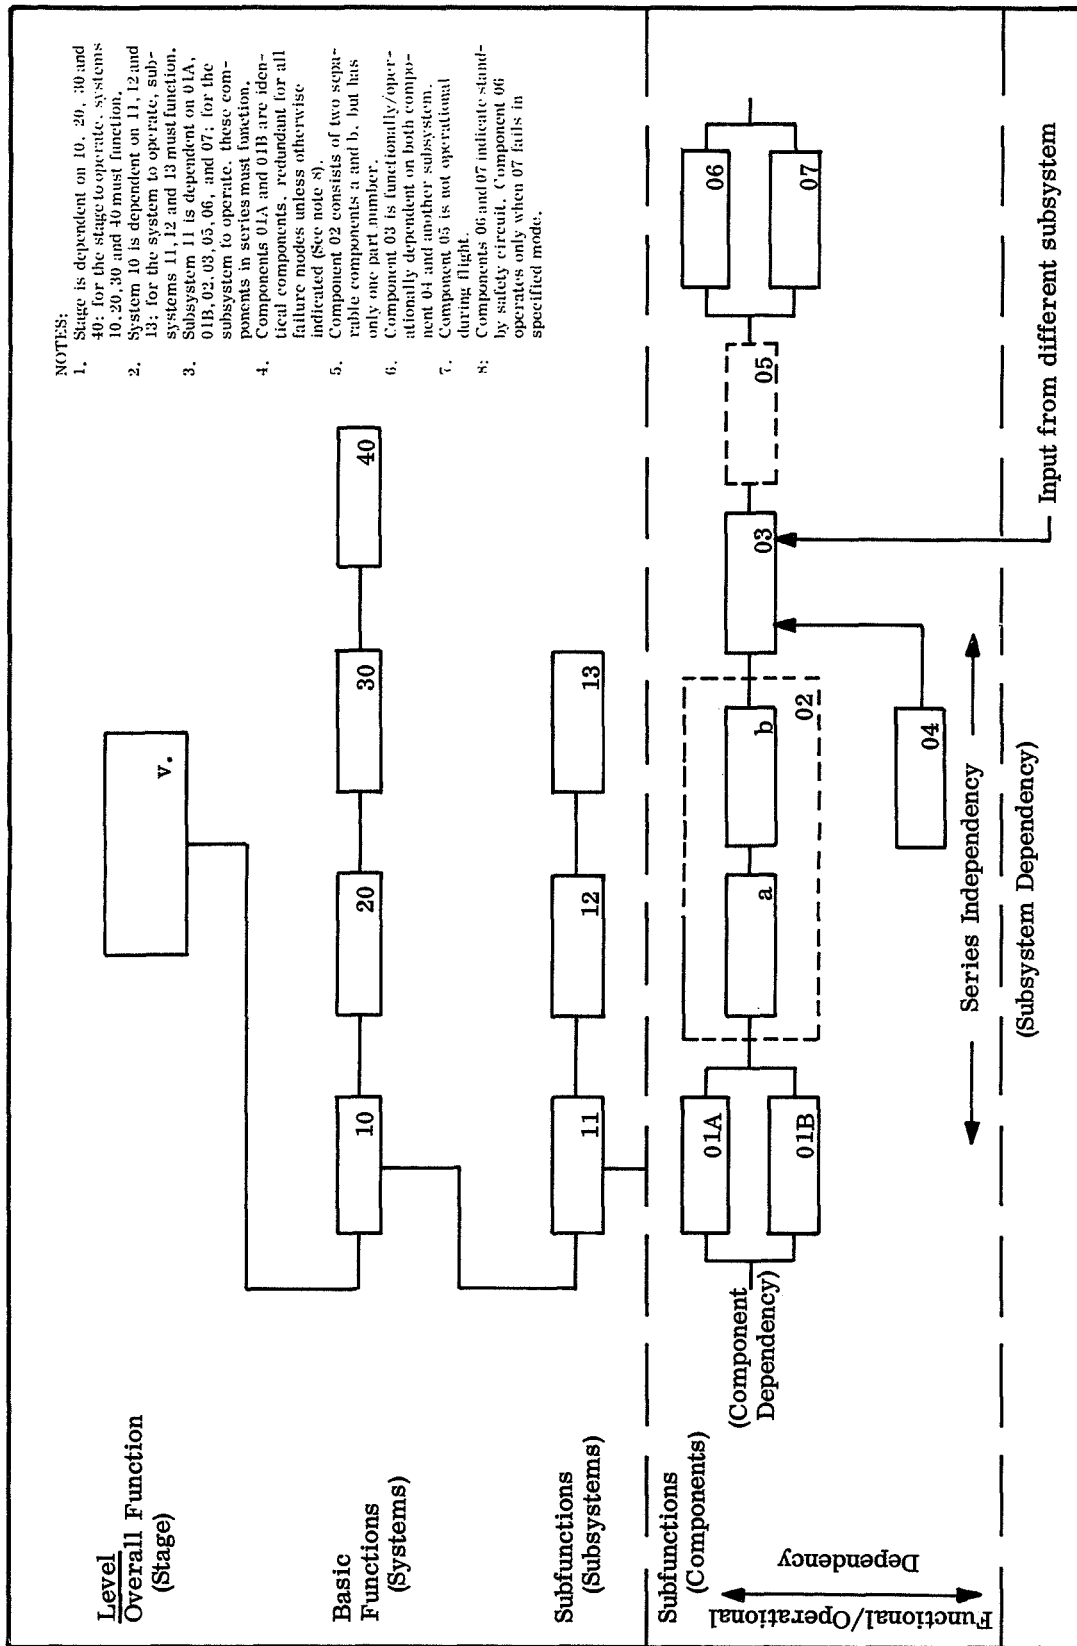 NOTES:
1. Stage is dependent on 10, 20, 30 and
40; for the stage to operate, systems
10, 20, 30 and 40 must function.
2. System 10 is dependent on 11, 12 and
13; for the system to operate, sub-
systems 11, 12 and 13 must function.
3. Subsystem 11 is dependent on 01A,
01B, 02, 03, 05, 06, and 07; for the
subsystem to operate, these com-
ponents in series must function.
4. Components 01A and 01B are iden-
tical components, redundant for all
failure modes unless otherwise
indicated (See note 8).
5. Component 02 consists of two sepa-
rable components a and b, but has
only one part number.
6. Component 03 is functionally/oper-
ationally dependent on both compo-
nent 04 and another subsystem.
7. Component 05 is not operational
during flight.
8: Components 06 and 07 indicate stand-
by safety circuit. Component 06
operates only when 07 fails in
specified mode.
Level
Overall Function
(Stage)
v.
Basic
Functions
(Systems)
10
20
30
40
Subfunctions
(Subsystems)
11
12
13
Subfunctions
(Components)
(Component
Dependency)
01A
01B
a
b
02
03
04
05
06
07
Functional/Operational
Dependency
Series Independency
(Subsystem Dependency)
Input from different subsystem